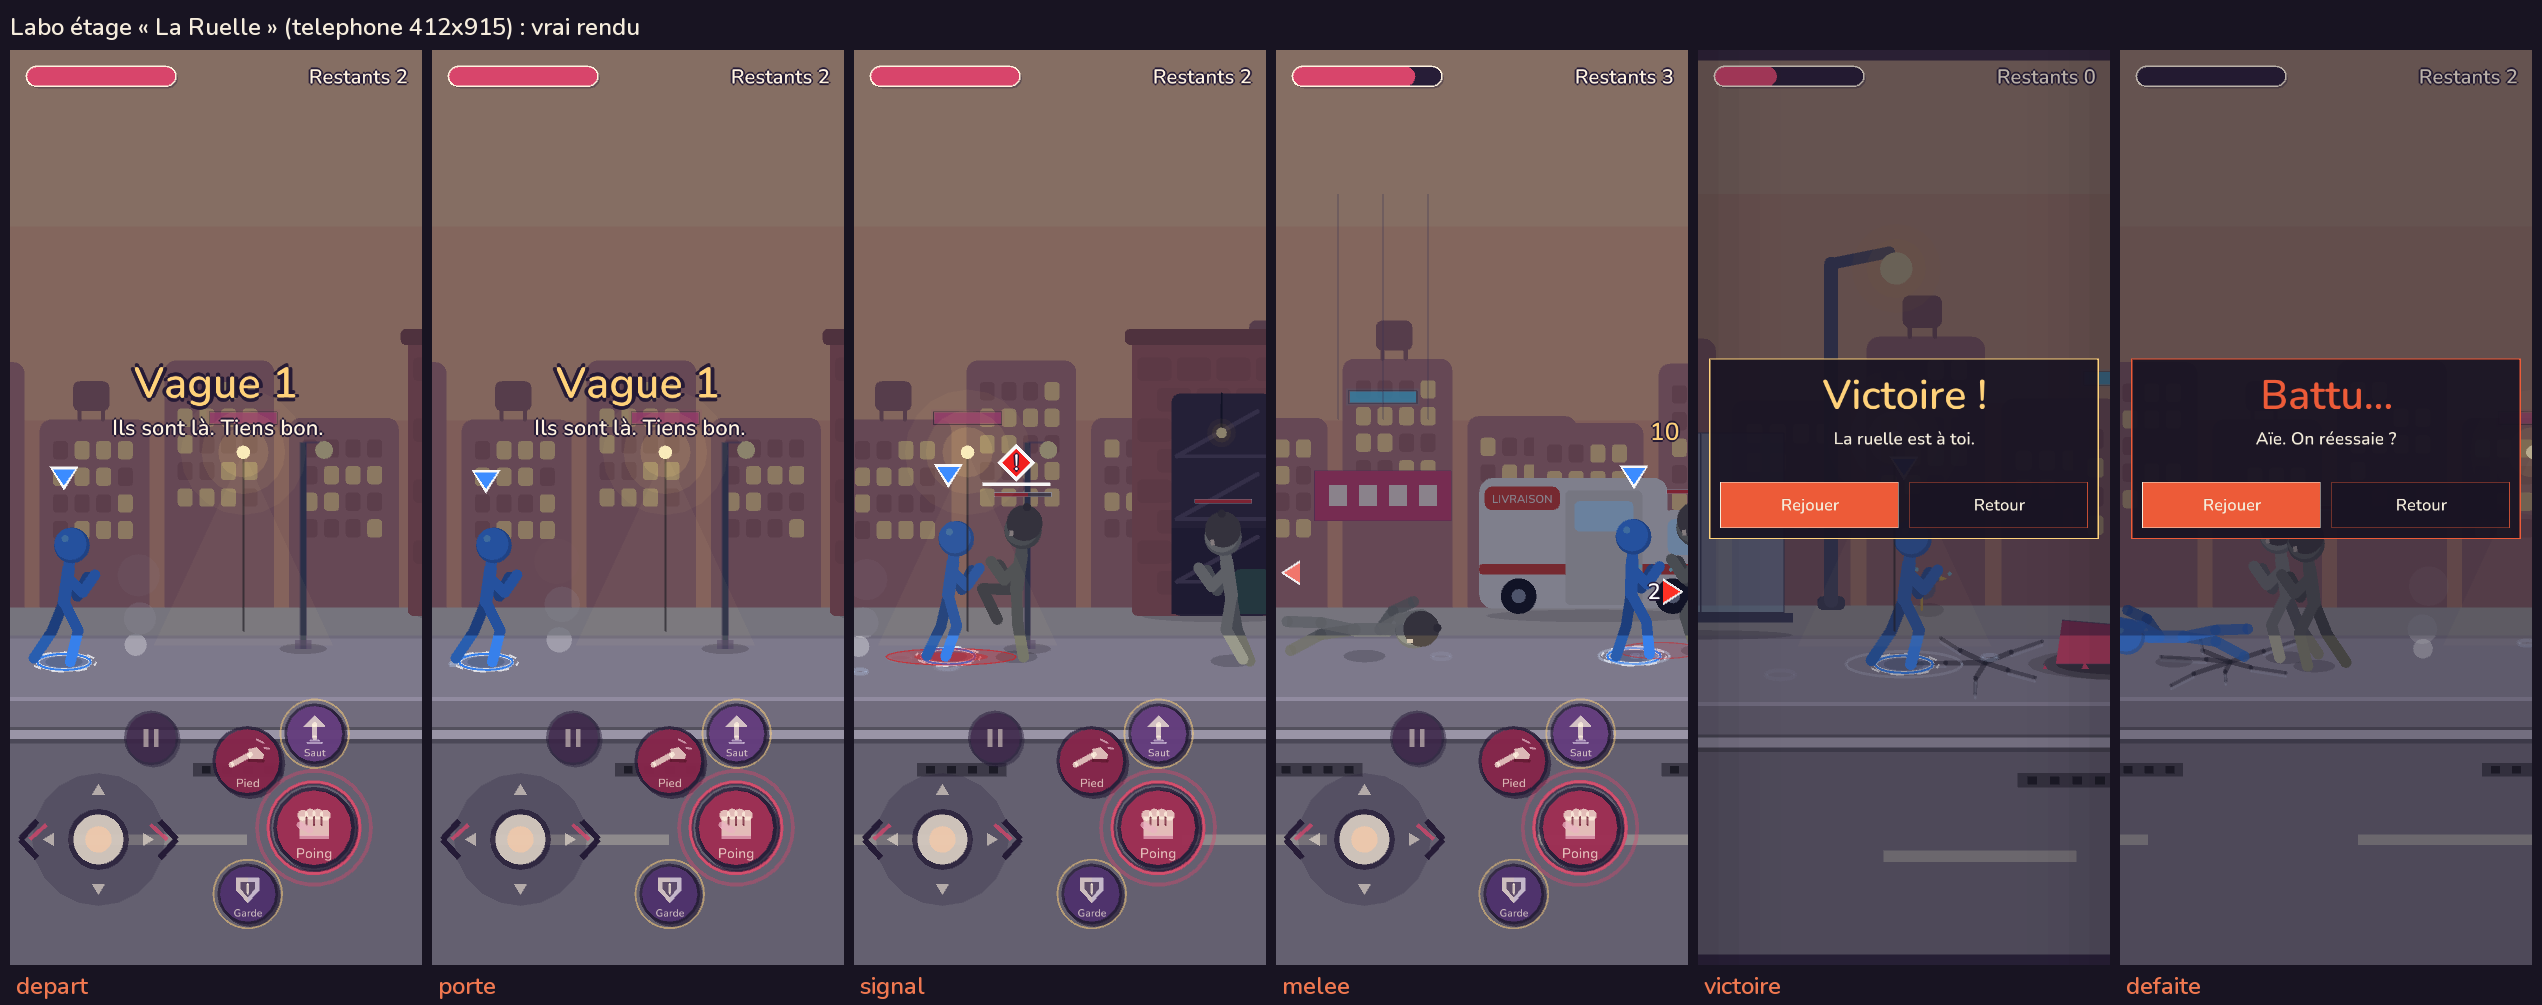 Labo étage « La Ruelle » (telephone 412x915) : vrai rendu
Restants 2
Vague 1
Ils sont là. Tiens bon.
Saut
Pied
Poing
Garde
depart
Restants 2
Vague 1
Ils sont là. Tiens bon.
Saut
Pied
Poing
Garde
porte
Restants 2
!
Saut
Pied
Poing
Garde
signal
Restants 3
10
LIVRAISON
2
Saut
Pied
Poing
Garde
melee
Restants 0
Victoire !
La ruelle est à toi.
Rejouer
Retour
victoire
Restants 2
Battu...
Aïe. On réessaie ?
Rejouer
Retour
defaite